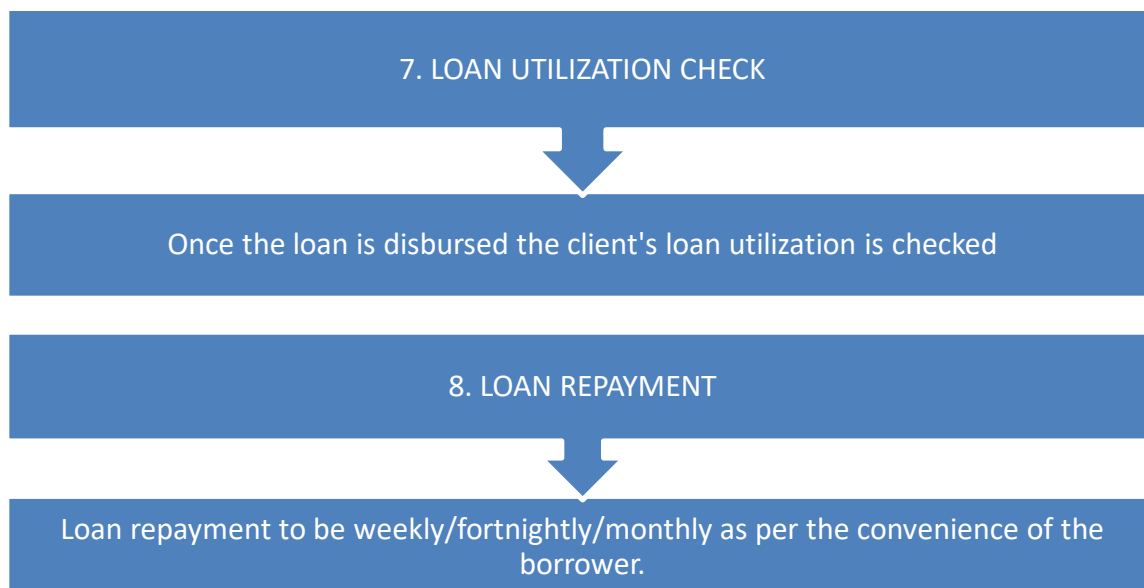 7. LOAN UTILIZATION CHECK
Once the loan is disbursed the client's loan utilization is checked
8. LOAN REPAYMENT
Loan repayment to be weekly/fortnightly/monthly as per the convenience of the
borrower.